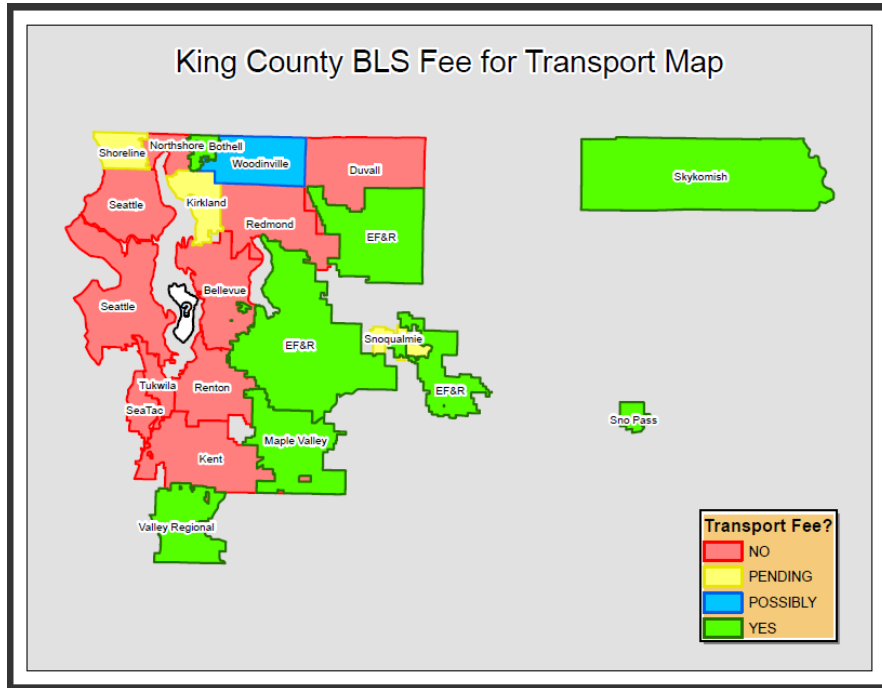 King County BLS Fee for Transport Map
Shoreline
Northshore
Bothell
Woodinville
Duvall
Skykomish
Seattle
Kirkland
Redmond
EF&R
Seattle
Bellevue
?
EF&R
Snoqualmie
EF&R
Tukwila
Renton
SeaTac
Sno Pass
Maple Valley
Kent
Valley Regional
Transport Fee?
NO
PENDING
POSSIBLY
YES